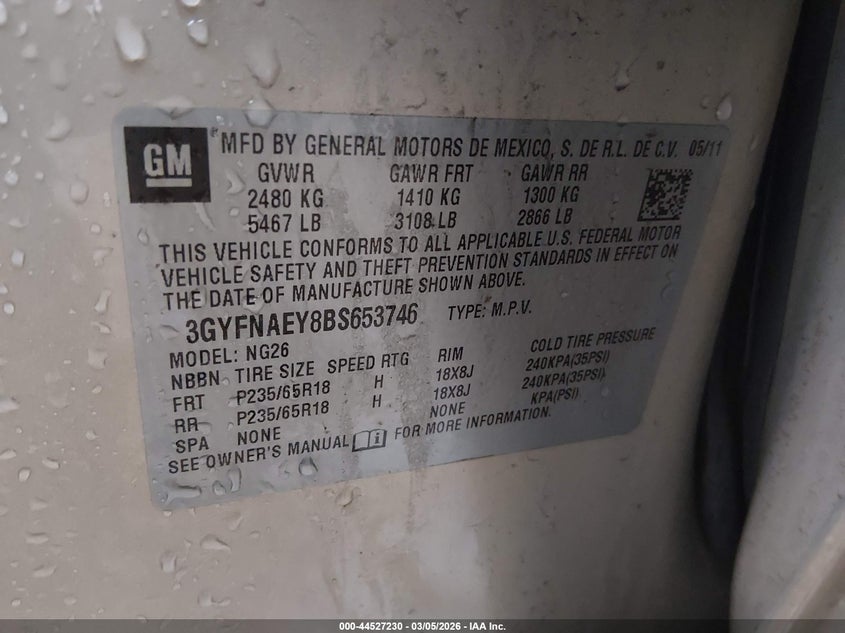 GM
® MFD BY GENERAL MOTORS DE MEXICO, S. DE R.L. DE C.V. 05/11
GVWR GAWR FRT GAWR RR
2480 KG 1410 KG 1300 KG
5467 LB 3108 LB 2866 LB
THIS VEHICLE CONFORMS TO ALL APPLICABLE U.S. FEDERAL MOTOR
VEHICLE SAFETY AND THEFT PREVENTION STANDARDS IN EFFECT ON
THE DATE OF MANUFACTURE SHOWN ABOVE.
3GYFNAEY8BS653746 TYPE: M.P.V.
MODEL: NG26
NBBN TIRE SIZE SPEED RTG RIM COLD TIRE PRESSURE
FRT P235/65R18 H 18X8J 240KPA(35PSI)
RR P235/65R18 H 18X8J 240KPA(35PSI)
SPA NONE NONE KPA(PSI)
SEE OWNER'S MANUAL FOR MORE INFORMATION.
000-44527230 - 03/05/2026 - IAA Inc.